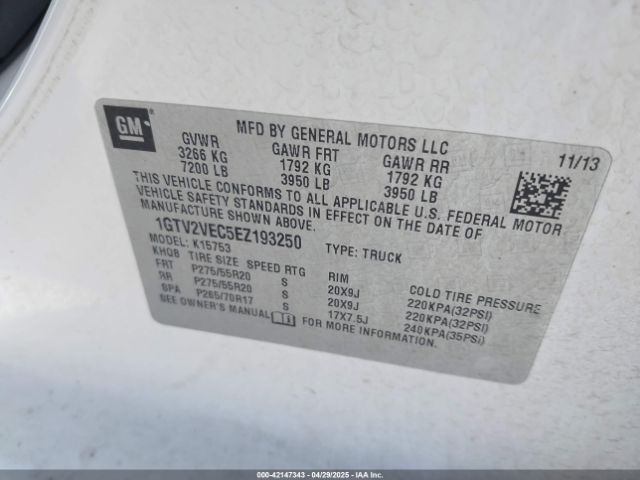 GM
MFD BY GENERAL MOTORS LLC
11/13
GVWR GAWR FRT GAWR RR
3266 KG 1792 KG 1792 KG
7200 LB 3950 LB 3950 LB
THIS VEHICLE CONFORMS TO ALL APPLICABLE U.S. FEDERAL MOTOR
VEHICLE SAFETY STANDARDS IN EFFECT ON THE DATE OF
MANUFACTURE SHOWN ABOVE.
1GTV2VEC5EZ193250 TYPE: TRUCK
MODEL: K15753
KHQB TIRE SIZE SPEED RTG RIM COLD TIRE PRESSURE
FRT P275/55R20 S 20X9J 220KPA(32PSI)
RR P275/55R20 S 20X9J 220KPA(32PSI)
SPA P265/70R17 S 17X7.5J 240KPA(35PSI)
SEE OWNER'S MANUAL FOR MORE INFORMATION.
000-42147343 - 04/29/2025 - IAA Holdings, LLC. Copyright